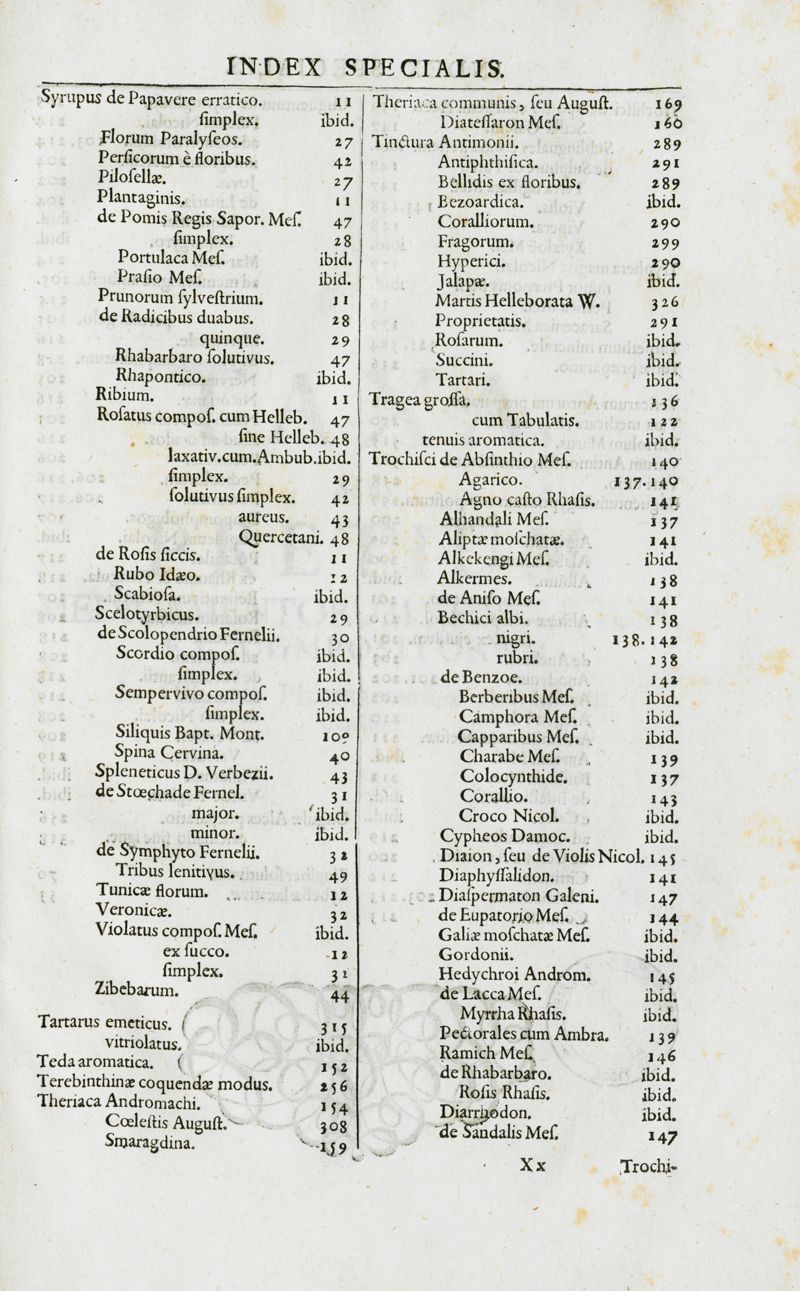 INDEX SPECIALIS.
Syrupus de Papavere erratico. 11
ſimplex. ibid.
Florum Paralyſeos. 27
Perſicorum è floribus. 42
Piloſellæ. 27
Plantaginis. 11
de Pomis Regis Sapor. Meſ. 47
ſimplex. 28
Portulaca Meſ. ibid.
Praſio Meſ. ibid.
Prunorum ſylveſtrium. 11
de Radicibus duabus. 28
quinque. 29
Rhabarbaro ſolutivus. 47
Rhapontico. ibid.
Ribium. 11
Roſatus compoſ. cum Helleb. 47
ſine Helleb. 48
laxativ.cum.Ambub.ibid.
ſimplex. 29
ſolutivus ſimplex. 42
aureus. 43
Quercetani. 48
de Roſis ſiccis. 11
Rubo Idæo. 12
Scabioſa. ibid.
Scelotyrbicus. 29
de Scolopendrio Fernelii. 30
Scordio compoſ. ibid.
ſimplex. ibid.
Sempervivo compoſ. ibid.
ſimplex. ibid.
Siliquis Bapt. Mont. 100
Spina Cervina. 40
Spleneticus D. Verbezii. 43
de Stœchade Fernel. 31
major. ibid.
minor. ibid.
de Symphyto Fernelii. 32
Tribus lenitivus. 49
Tunicæ florum. 12
Veronicæ. 32
Violatus compoſ. Meſ. ibid.
ex ſucco. 12
ſimplex. 32
Zibebarum. 44
Tartarus emeticus. 315
vitriolatus. ibid.
Teda aromatica. 152
Terebinthinæ coquendæ modus. 256
Theriaca Andromachi. 154
Cœleſtis Auguſt. 308
Smaragdina. 159
Theriaca communis, ſeu Auguſt. 169
Diateſſaron Meſ. 160
Tinctura Antimonii. 289
Antiphthiſica. 291
Bellidis ex floribus. 289
Bezoardica. ibid.
Coralliorum. 290
Fragorum. 299
Hyperici. 290
Jalapæ. ibid.
Martis Helleborata W. 326
Proprietatis. 291
Roſarum. ibid.
Succini. ibid.
Tartari. ibid.
Tragea groſſa. 136
cum Tabulatis. 122
tenuis aromatica. ibid.
Trochiſci de Abſinthio Meſ. 140
Agarico. 137.140
Agno caſto Rhaſis. 141
Alhandali Meſ. 137
Aliptæ moſchatæ. 141
Alkekengi Meſ. ibid.
Alkermes. 138
de Aniſo Meſ. 141
Bechici albi. 138
nigri. 138.142
rubri. 138
de Benzoe. 142
Berberibus Meſ. ibid.
Camphora Meſ. ibid.
Capparibus Meſ. ibid.
Charabe Meſ. 139
Colocynthide. 137
Corallio. 143
Croco Nicol. ibid.
Cypheos Damoc. ibid.
Diaion, ſeu de Violis Nicol. 145
Diaphyſſalidon. 141
Diaſpermaton Galeni. 147
de Eupatorio Meſ. 144
Galiæ moſchatæ Meſ. ibid.
Gordonii. ibid.
Hedychroi Androm. 145
de Lacca Meſ. ibid.
Myrrha Rhaſis. ibid.
Pectorales cum Ambra. 139
Ramich Meſ. 146
de Rhabarbaro. ibid.
Roſis Rhaſis. ibid.
Diarrhodon. ibid.
de Sandalis Meſ. 147
Xx Trochi-